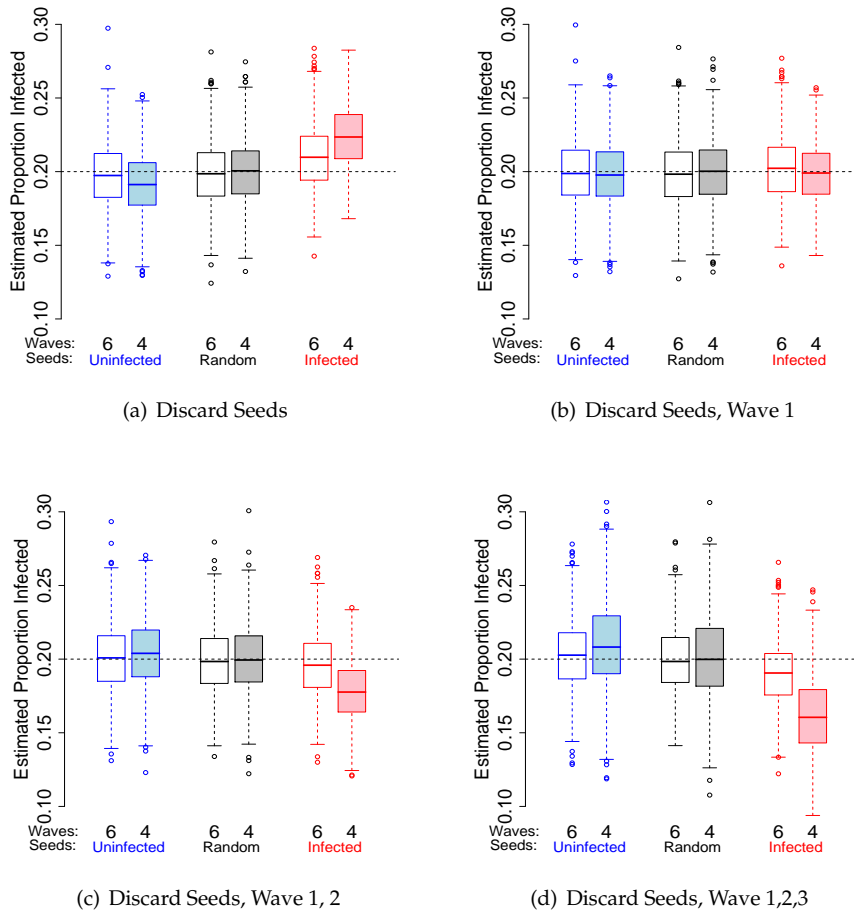 Estimated Proportion Infected
0.10 0.15 0.20 0.25 0.30
Waves: 6 4 6 4 6 4
Seeds: Uninfected Random Infected
(a) Discard Seeds
Estimated Proportion Infected
0.10 0.15 0.20 0.25 0.30
Waves: 6 4 6 4 6 4
Seeds: Uninfected Random Infected
(b) Discard Seeds, Wave 1
Estimated Proportion Infected
0.10 0.15 0.20 0.25 0.30
Waves: 6 4 6 4 6 4
Seeds: Uninfected Random Infected
(c) Discard Seeds, Wave 1, 2
Estimated Proportion Infected
0.10 0.15 0.20 0.25 0.30
Waves: 6 4 6 4 6 4
Seeds: Uninfected Random Infected
(d) Discard Seeds, Wave 1,2,3